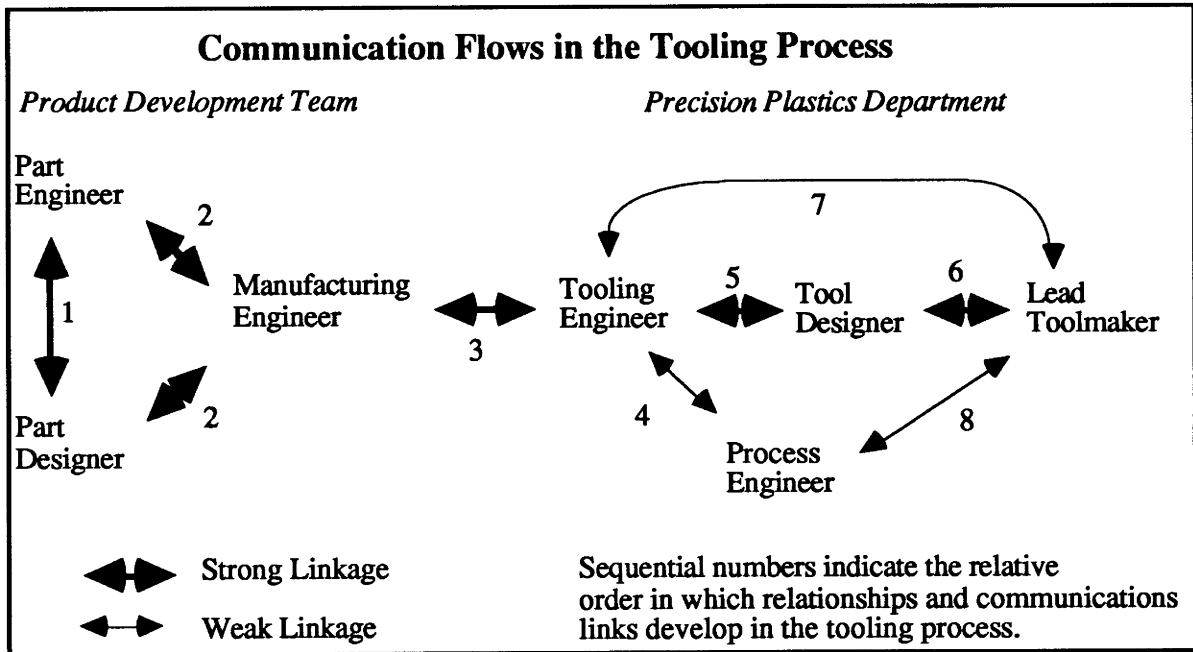 Communication Flows in the Tooling Process
Product Development Team
Precision Plastics Department
Part
Engineer
2
7
1
Manufacturing
Engineer
3
Tooling
Engineer
5
Tool
Designer
6
Lead
Toolmaker
2
4
8
Part
Designer
Process
Engineer
Strong Linkage
Weak Linkage
Sequential numbers indicate the relative
order in which relationships and communications
links develop in the tooling process.